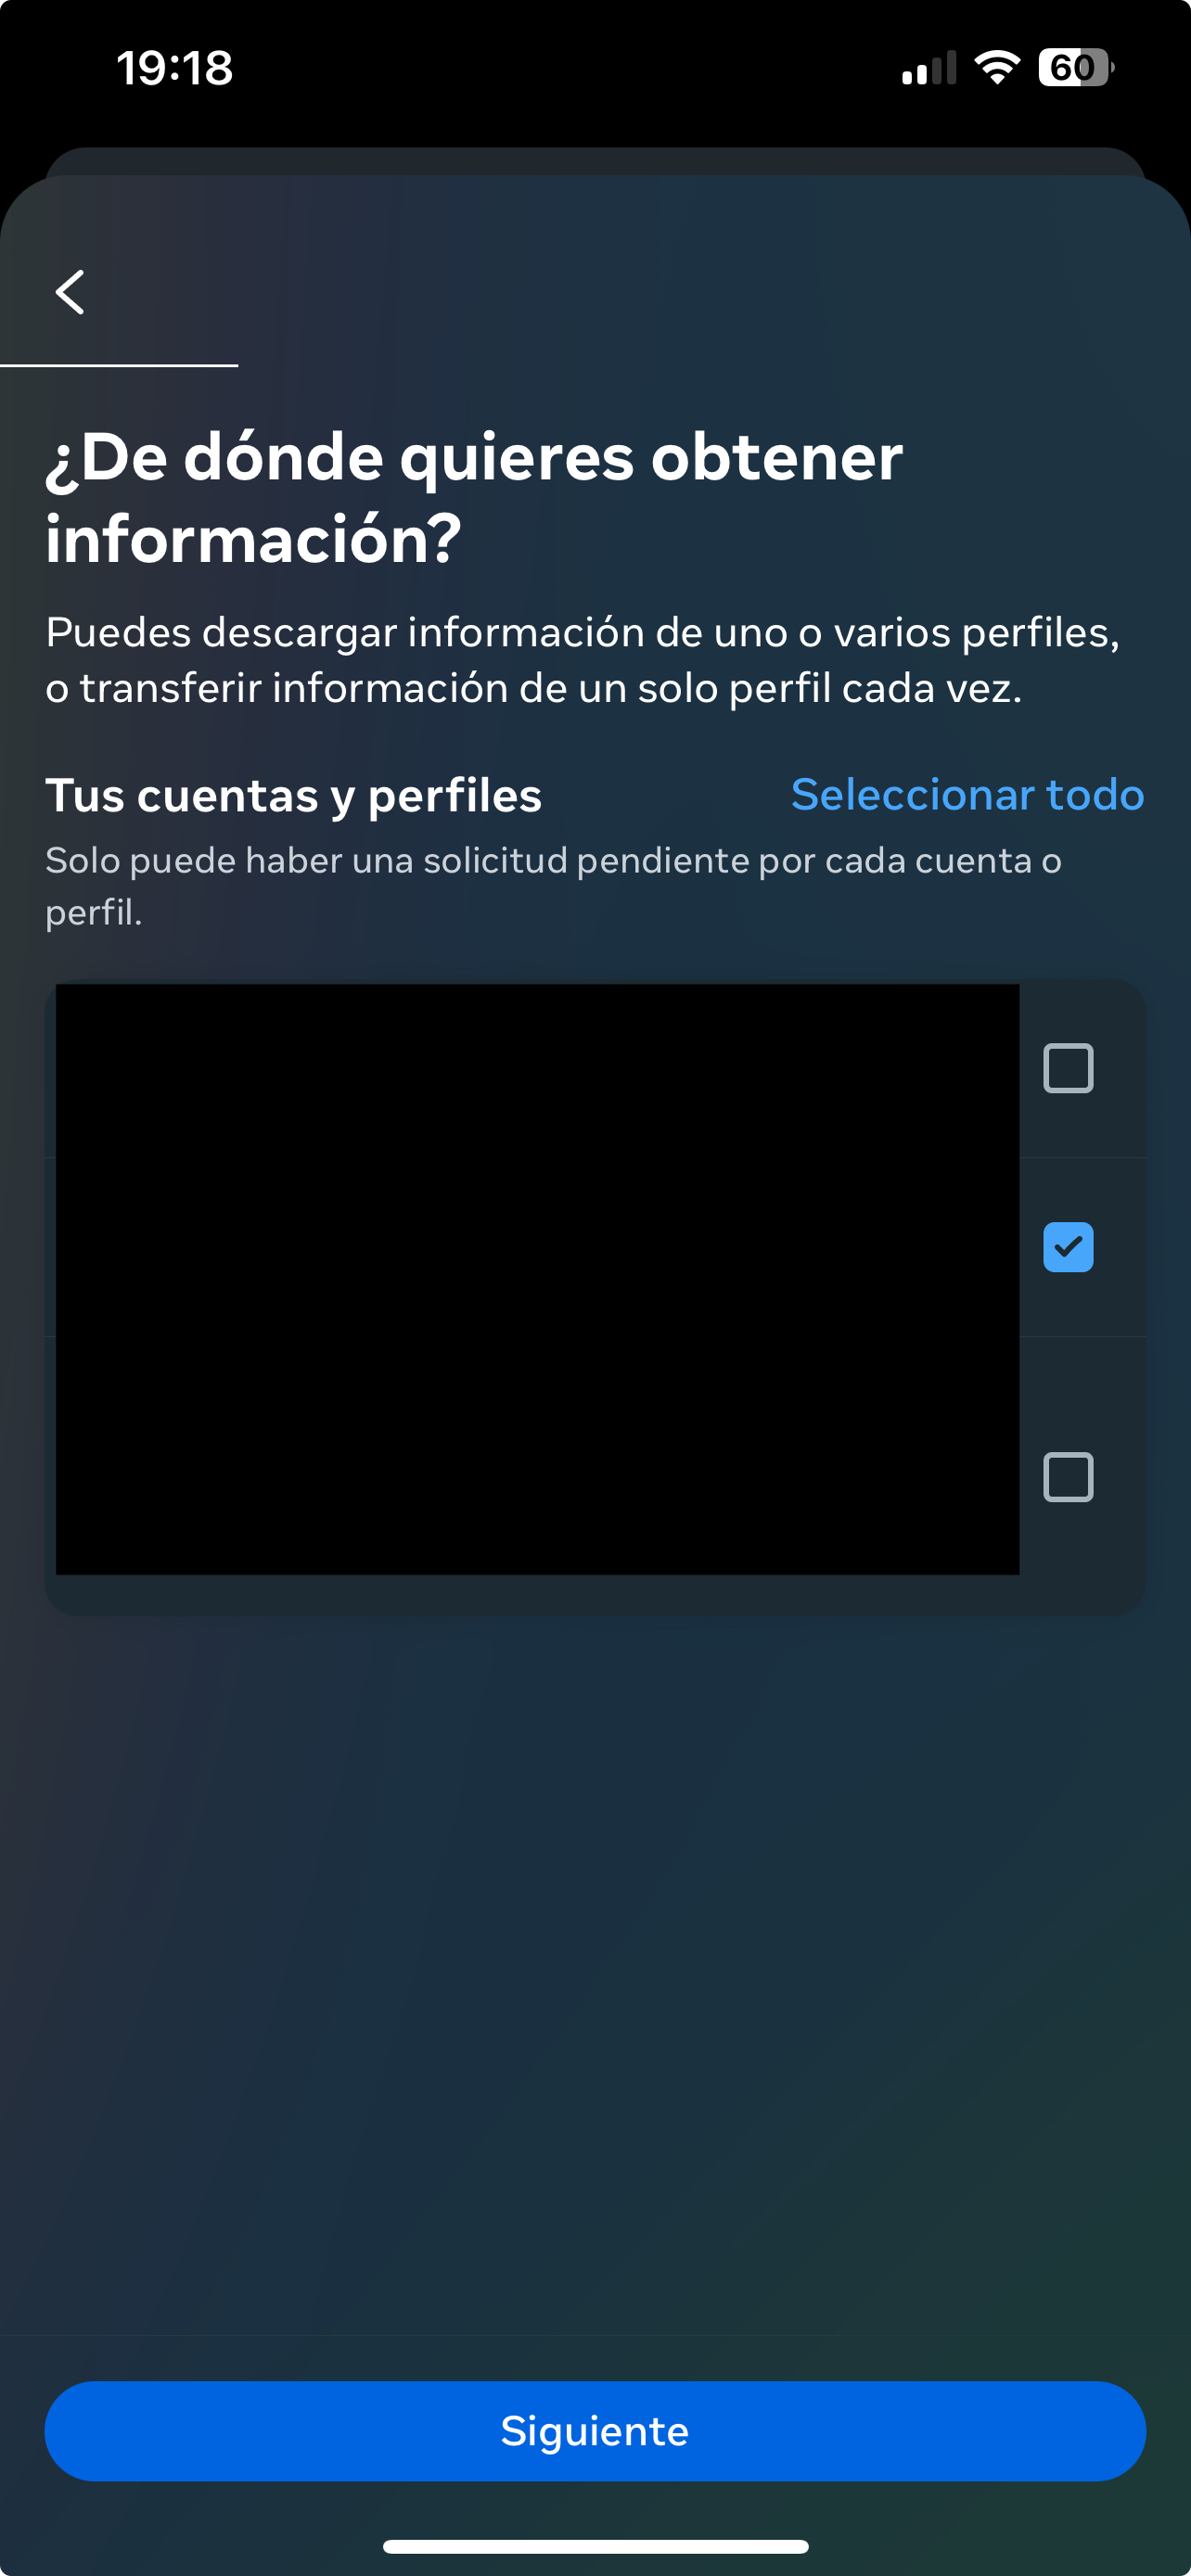 19:18
60
¿De dónde quieres obtener
información?
Puedes descargar información de uno o varios perfiles,
o transferir información de un solo perfil cada vez.
Tus cuentas y perfiles
Seleccionar todo
Solo puede haber una solicitud pendiente por cada cuenta o
perfil.
Siguiente